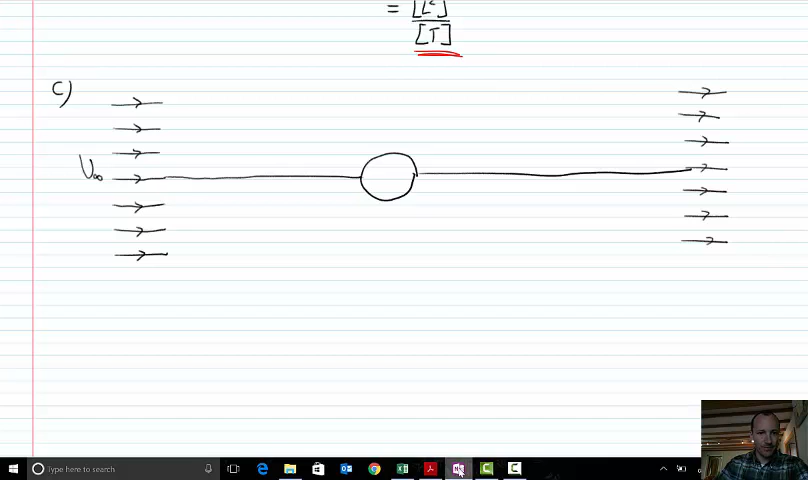 = [L²]
[T]
c)
U∞
Type here to search